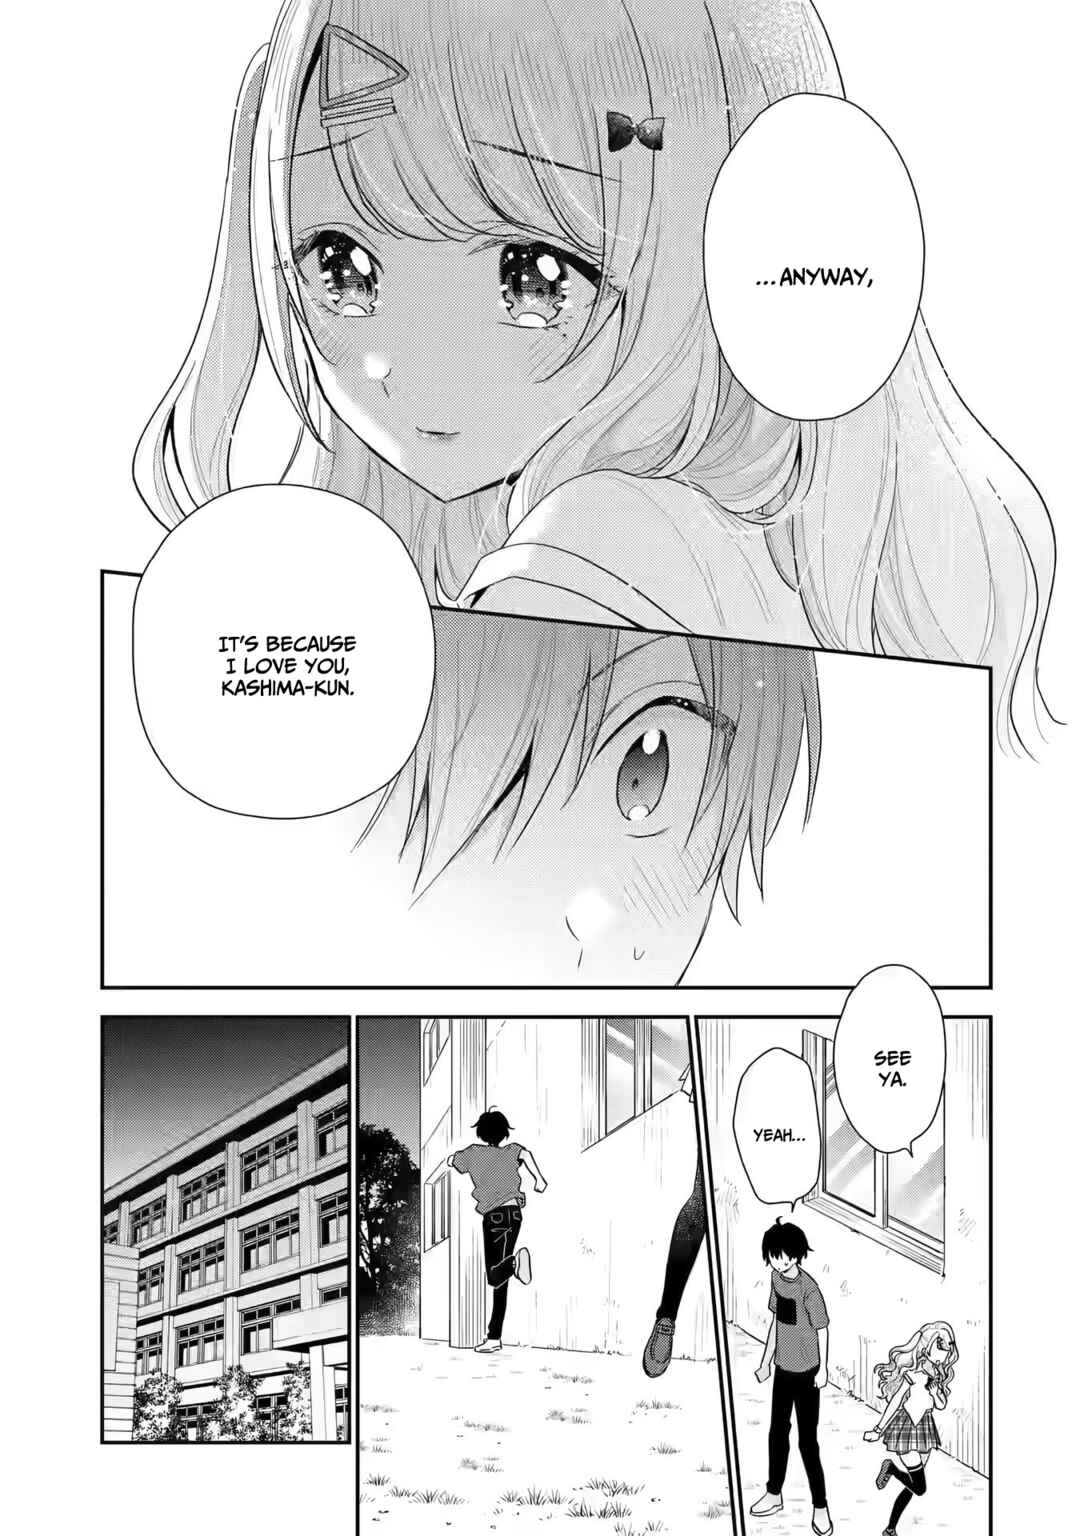 ...ANYWAY,
IT'S BECAUSE
I LOVE YOU,
KASHIMA-KUN.
SEE
YA.
YEAH...